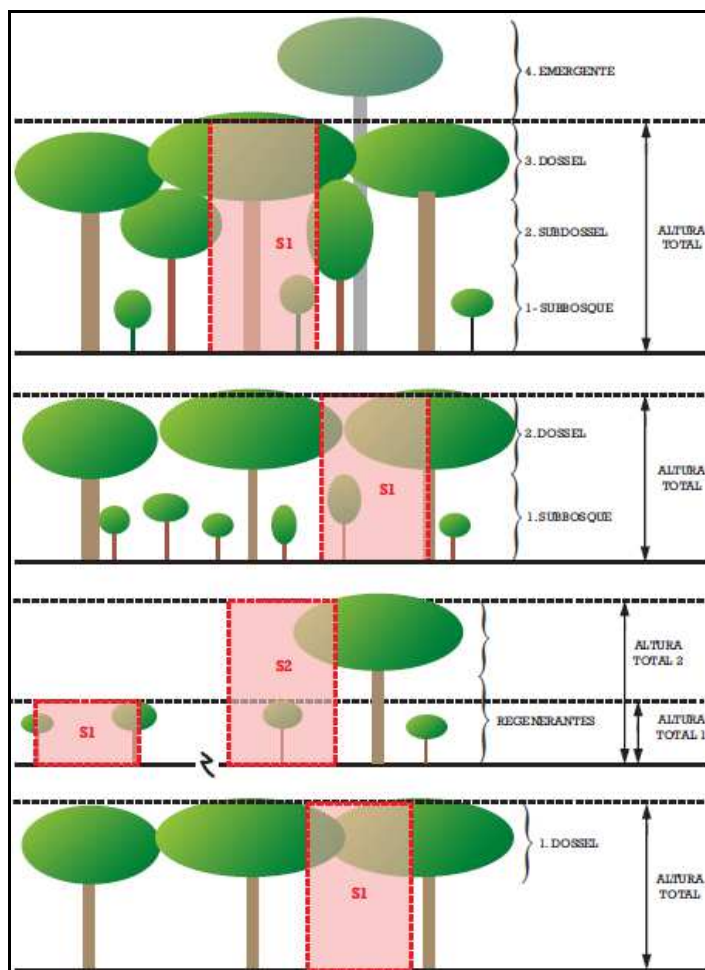 4. EMERGENTE
3. DOSSEL
2. SUBDOSSEL
S1
1- SUBBOSQUE
ALTURA
TOTAL
2. DOSSEL
S1
1. SUBBOSQUE
ALTURA
TOTAL
S2
S1
REGENERANTES
ALTURA
TOTAL 2
ALTURA
TOTAL 1
1. DOSSEL
S1
ALTURA
TOTAL